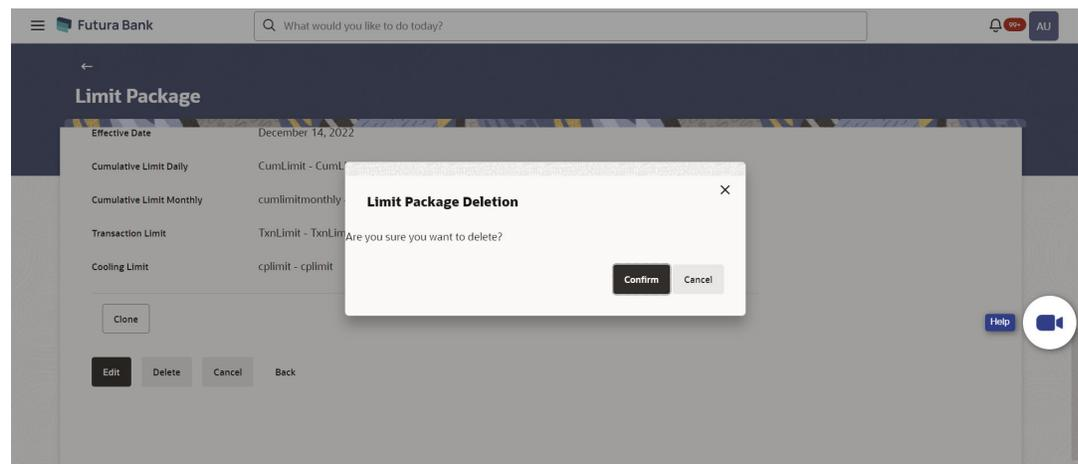 Futura Bank
What would you like to do today?
99+
AU
Limit Package
Effective Date December 14, 2022
Cumulative Limit Daily CumLimit - CumL
Cumulative Limit Monthly cumlimitmonthly -
Transaction Limit TxnLimit - TxnLim
Cooling Limit cplimit - cplimit
Limit Package Deletion
Are you sure you want to delete?
Confirm Cancel
Clone
Help
Edit Delete Cancel Back